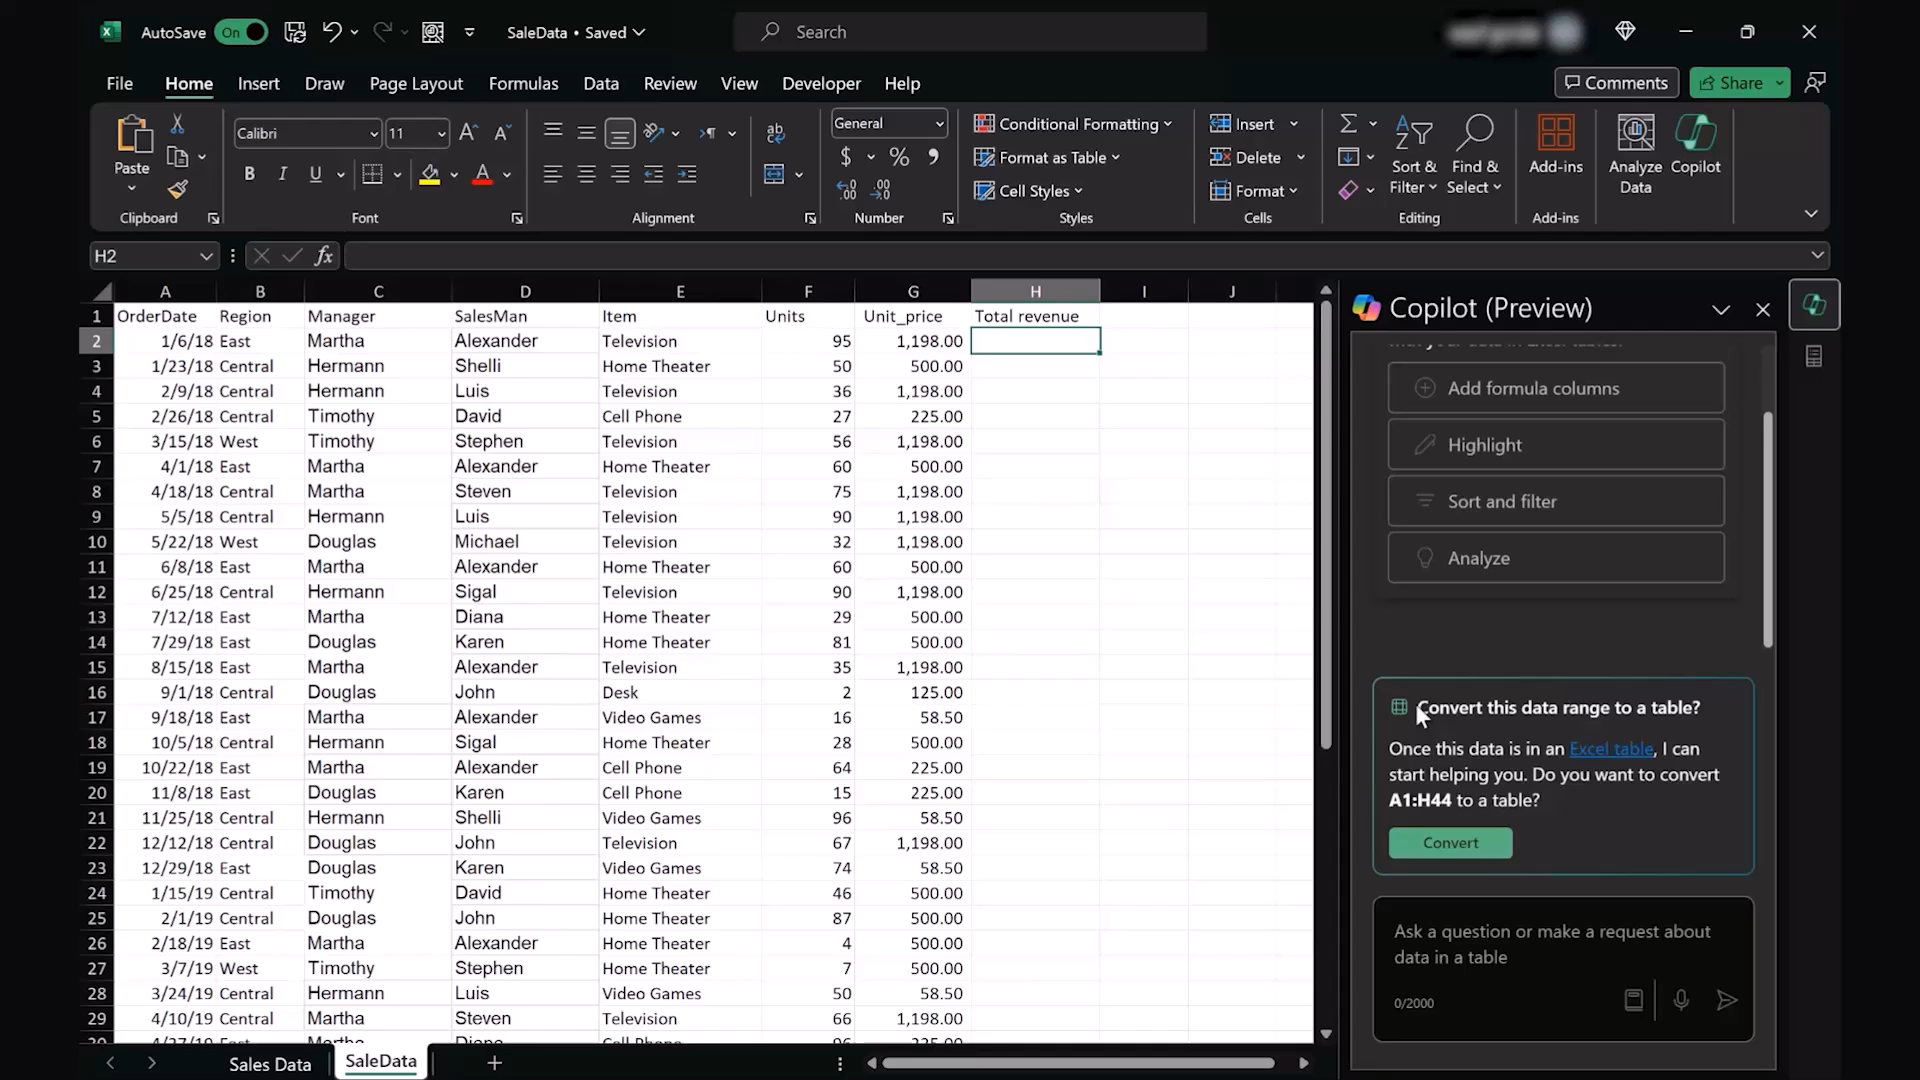 AutoSave On SaleData • Saved Search
File Home Insert Draw Page Layout Formulas Data Review View Developer Help Comments Share
Paste
Clipboard
Calibri 11
B I U
Font
Alignment
General
$ %
Number
Conditional Formatting
Format as Table
Cell Styles
Styles
Insert
Delete
Format
Cells
Sort & Filter
Find & Select
Editing
Add-ins
Add-ins
Analyze Data
Copilot
H2 fx
A B C D E F G H I J
1 OrderDate Region Manager SalesMan Item Units Unit_price Total revenue
2 1/6/18 East Martha Alexander Television 95 1,198.00
3 1/23/18 Central Hermann Shelli Home Theater 50 500.00
4 2/9/18 Central Hermann Luis Television 36 1,198.00
5 2/26/18 Central Timothy David Cell Phone 27 225.00
6 3/15/18 West Timothy Stephen Television 56 1,198.00
7 4/1/18 East Martha Alexander Home Theater 60 500.00
8 4/18/18 Central Martha Steven Television 75 1,198.00
9 5/5/18 Central Hermann Luis Television 90 1,198.00
10 5/22/18 West Douglas Michael Television 32 1,198.00
11 6/8/18 East Martha Alexander Home Theater 60 500.00
12 6/25/18 Central Hermann Sigal Television 90 1,198.00
13 7/12/18 East Martha Diana Home Theater 29 500.00
14 7/29/18 East Douglas Karen Home Theater 81 500.00
15 8/15/18 East Martha Alexander Television 35 1,198.00
16 9/1/18 Central Douglas John Desk 2 125.00
17 9/18/18 East Martha Alexander Video Games 16 58.50
18 10/5/18 Central Hermann Sigal Home Theater 28 500.00
19 10/22/18 East Martha Alexander Cell Phone 64 225.00
20 11/8/18 East Douglas Karen Cell Phone 15 225.00
21 11/25/18 Central Hermann Shelli Video Games 96 58.50
22 12/12/18 Central Douglas John Television 67 1,198.00
23 12/29/18 East Douglas Karen Video Games 74 58.50
24 1/15/19 Central Timothy David Home Theater 46 500.00
25 2/1/19 Central Douglas John Home Theater 87 500.00
26 2/18/19 East Martha Alexander Home Theater 4 500.00
27 3/7/19 West Timothy Stephen Home Theater 7 500.00
28 3/24/19 Central Hermann Luis Video Games 50 58.50
29 4/10/19 Central Martha Steven Television 66 1,198.00
Sales Data SaleData
Copilot (Preview)
Add formula columns
Highlight
Sort and filter
Analyze
Convert this data range to a table?
Once this data is in an Excel table, I can
start helping you. Do you want to convert
A1:H44 to a table?
Convert
Ask a question or make a request about
data in a table
0/2000